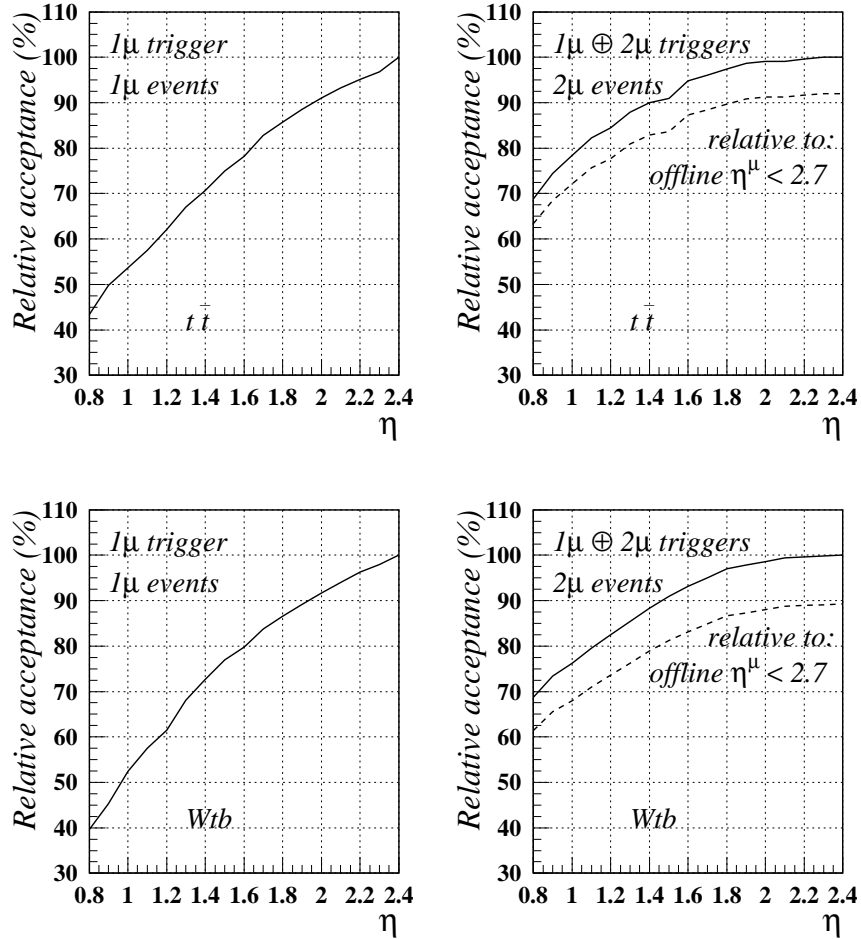 Relative acceptance (%)
110
100
90
80
70
60
50
40
30
1μ trigger
1μ events
t t̄
0.8 1 1.2 1.4 1.6 1.8 2 2.2 2.4
η
Relative acceptance (%)
110
100
90
80
70
60
50
40
30
1μ ⊕ 2μ triggers
2μ events
relative to:
offline η^μ < 2.7
t t̄
0.8 1 1.2 1.4 1.6 1.8 2 2.2 2.4
η
Relative acceptance (%)
110
100
90
80
70
60
50
40
30
1μ trigger
1μ events
Wtb
0.8 1 1.2 1.4 1.6 1.8 2 2.2 2.4
η
Relative acceptance (%)
110
100
90
80
70
60
50
40
30
1μ ⊕ 2μ triggers
2μ events
relative to:
offline η^μ < 2.7
Wtb
0.8 1 1.2 1.4 1.6 1.8 2 2.2 2.4
η